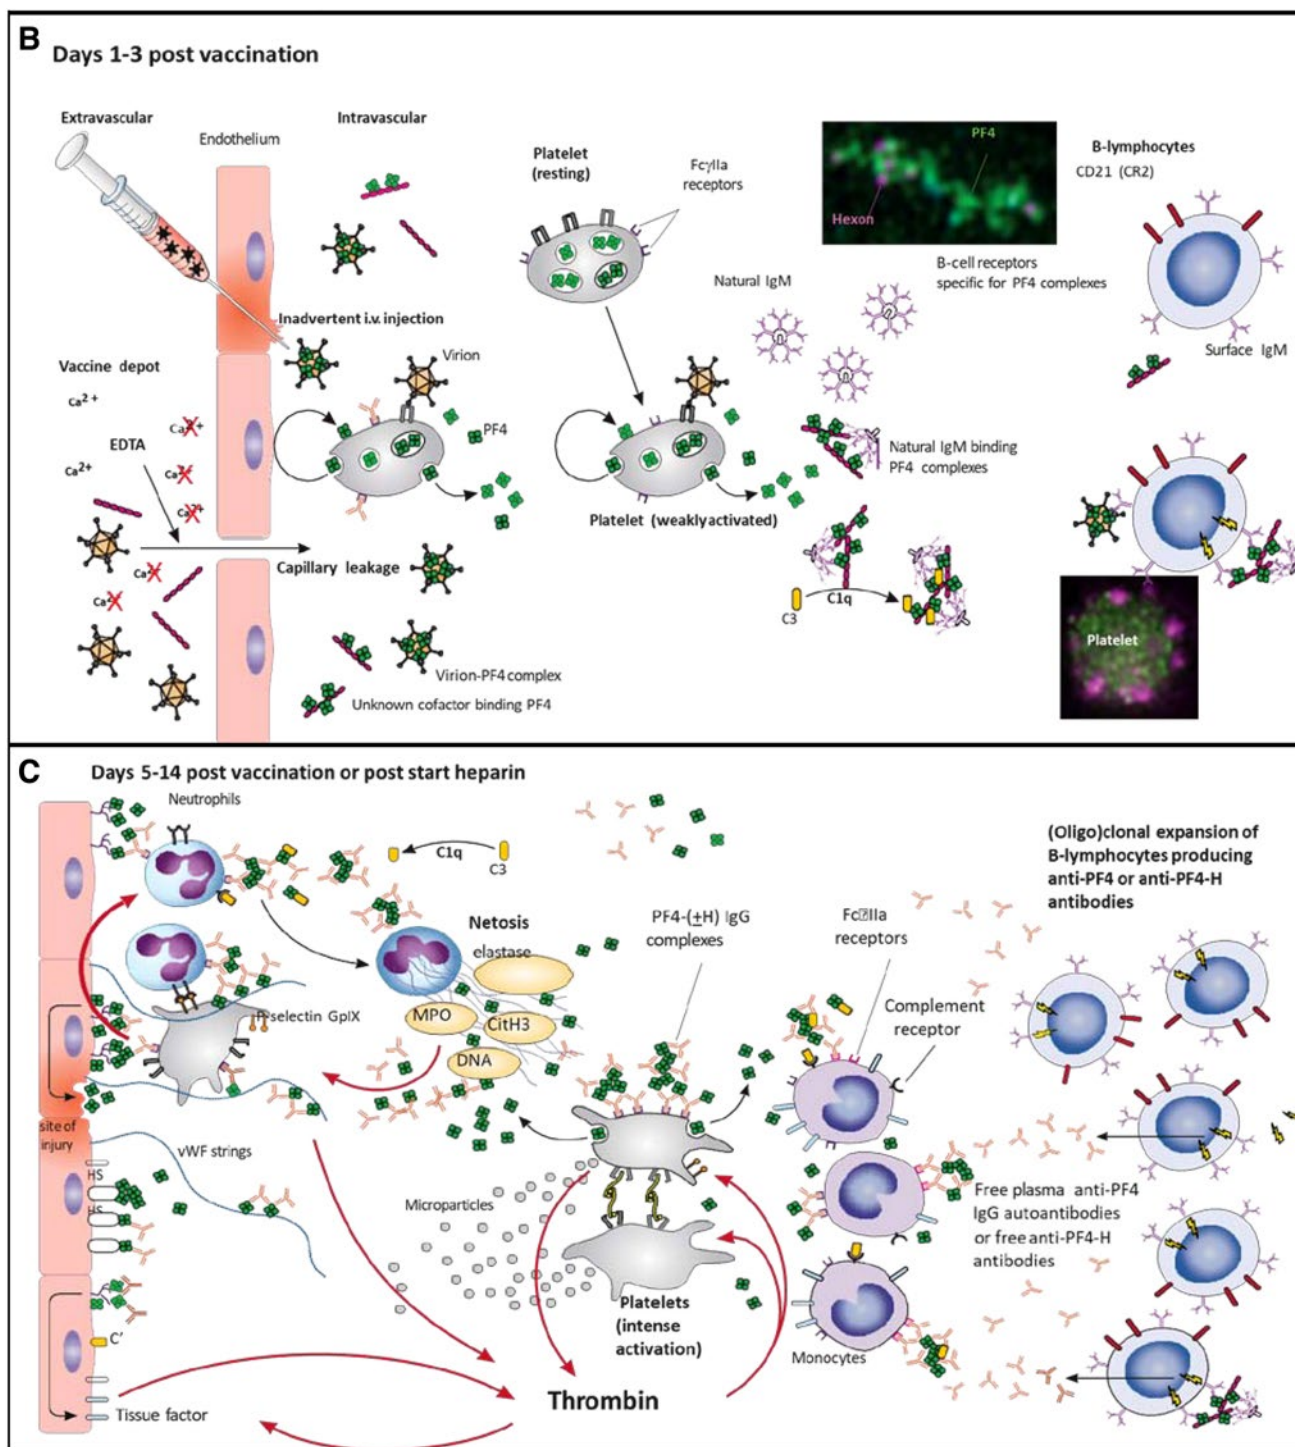 B
Days 1-3 post vaccination
Extravascular
Endothelium
Intravascular
Inadvertent i.v. injection
Vaccine depot
Ca2+
Ca2+
EDTA
Ca2+
Ca2+
Virion
PF4
Capillary leakage
Virion-PF4 complex
Unknown cofactor binding PF4
Platelet
(resting)
FcγIIa
receptors
Platelet (weakly activated)
Natural IgM
PF4
Hexon
B-cell receptors
specific for PF4 complexes
Natural IgM binding
PF4 complexes
C1q
C3
B-lymphocytes
CD21 (CR2)
Surface IgM
Platelet
C
Days 5-14 post vaccination or post start heparin
Neutrophils
C1q
C3
Netosis
elastase
MPO
CitH3
DNA
P-selectin GpIX
site of
injury
HS
HS
vWF strings
C'
Tissue factor
PF4-(±H) IgG
complexes
Microparticles
Platelets
(intense
activation)
Thrombin
Fc⍰IIa
receptors
Complement
receptor
Monocytes
(Oligo)clonal expansion of
B-lymphocytes producing
anti-PF4 or anti-PF4-H
antibodies
Free plasma anti-PF4
IgG autoantibodies
or free anti-PF4-H
antibodies